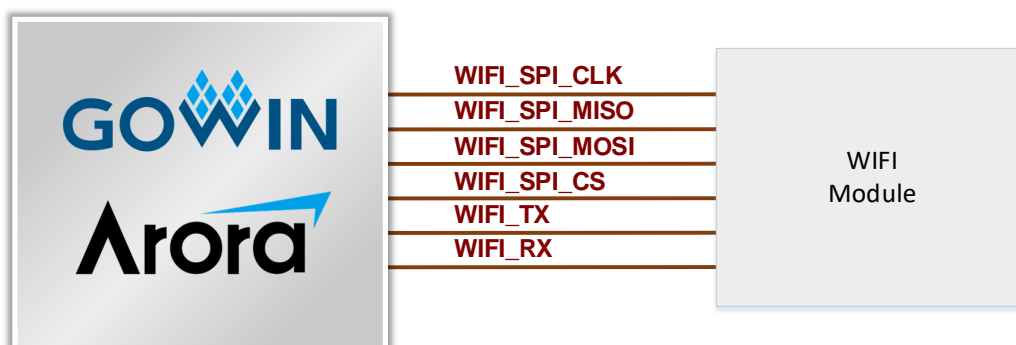 GOWIN
Arora
WIFI_SPI_CLK
WIFI_SPI_MISO
WIFI_SPI_MOSI
WIFI_SPI_CS
WIFI_TX
WIFI_RX
WIFI
Module